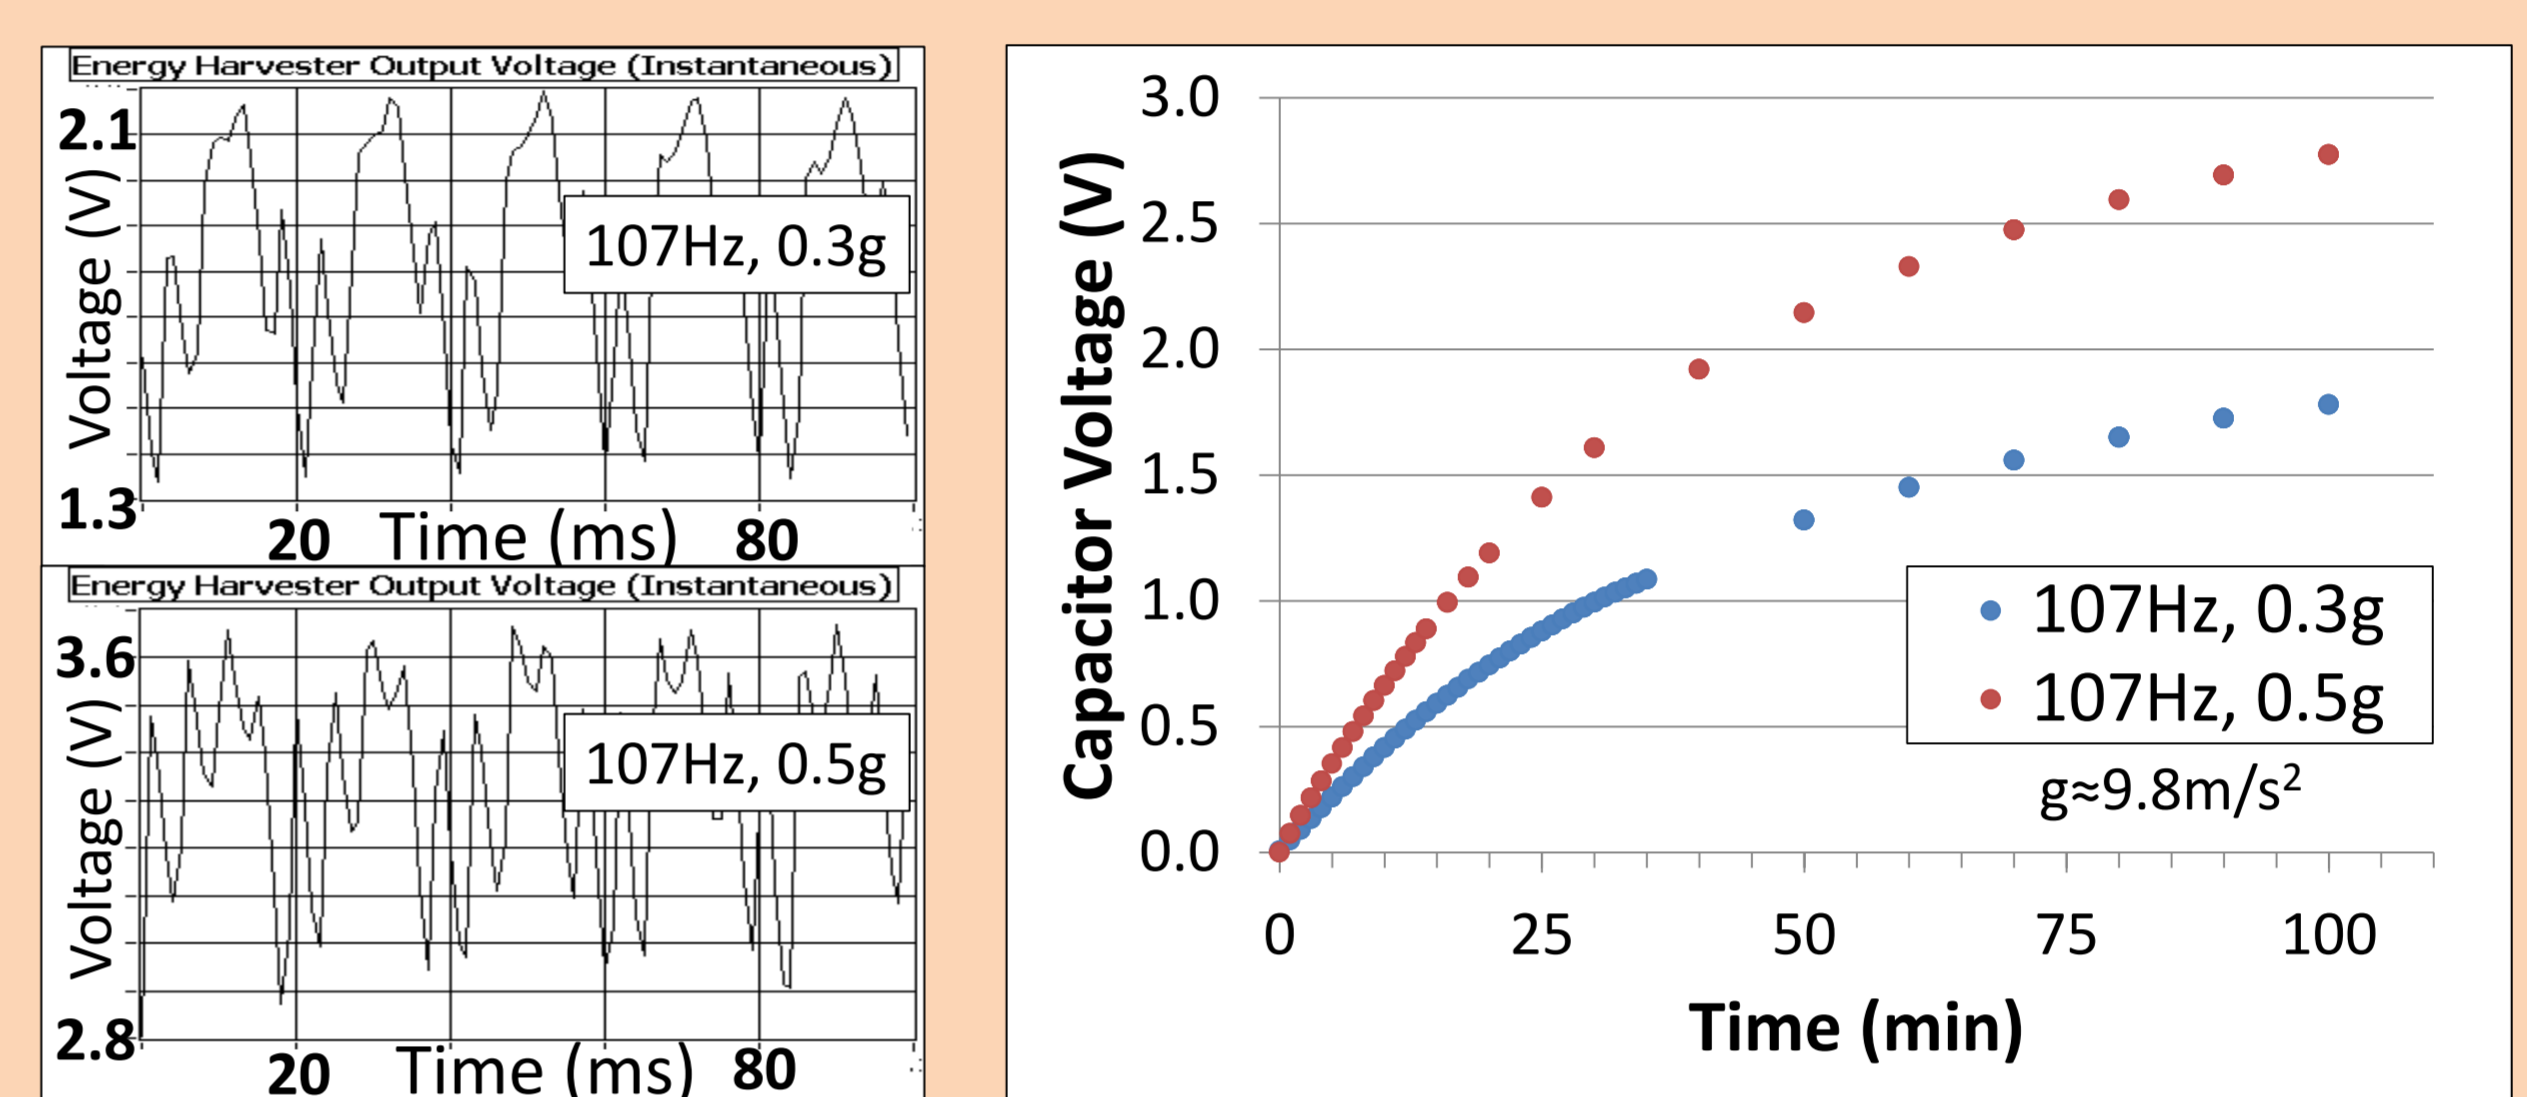 Energy Harvester Output Voltage (Instantaneous)
2.1
Voltage (V)
107Hz, 0.3g
1.3
20 Time (ms) 80
Energy Harvester Output Voltage (Instantaneous)
3.6
Voltage (V)
107Hz, 0.5g
2.8
20 Time (ms) 80
3.0
2.5
2.0
1.5
1.0
0.5
0.0
Capacitor Voltage (V)
107Hz, 0.3g
107Hz, 0.5g
g≈9.8m/s²
0 25 50 75 100
Time (min)